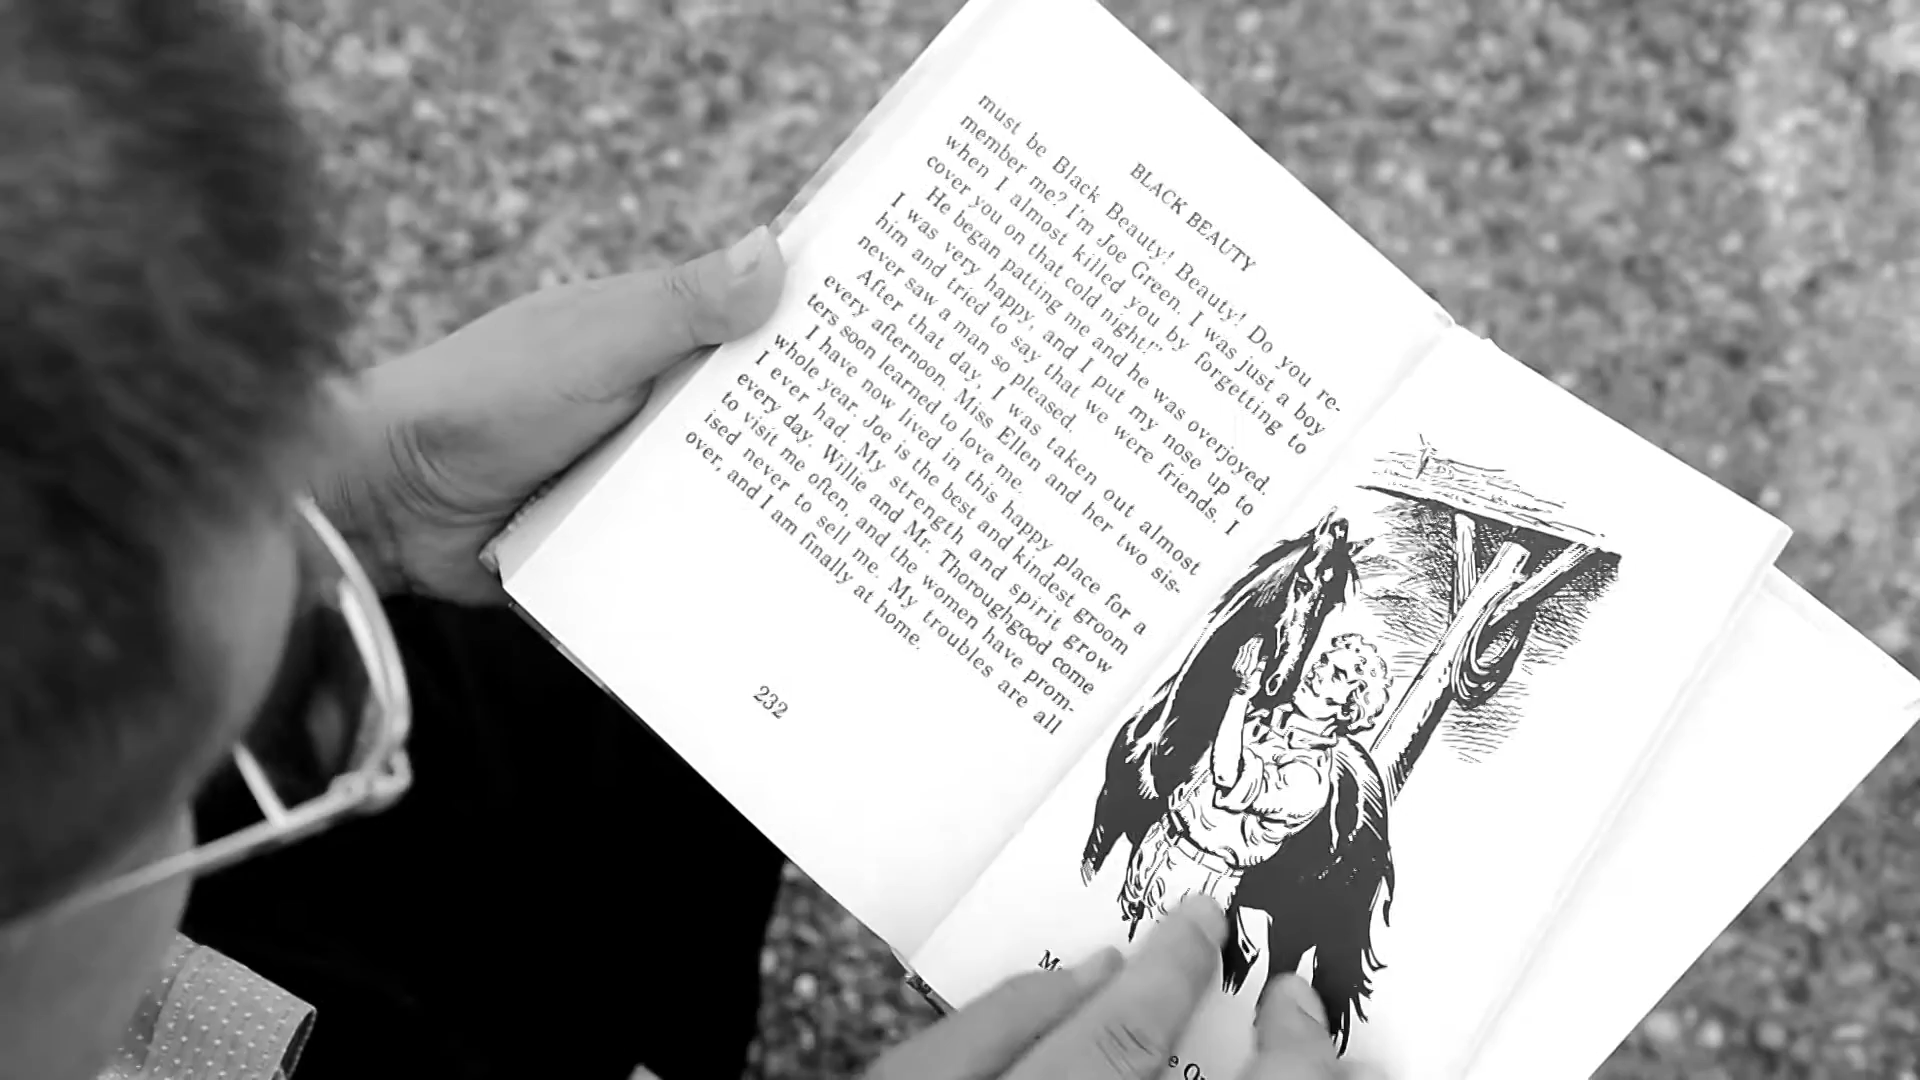 BLACK BEAUTY
must be Black Beauty! Beauty! Do you re-
member me? I'm Joe Green. I was just a boy
when I almost killed you by forgetting to
cover you on that cold night!"
He began patting me and he was overjoyed.
I was very happy, and I put my nose up to
him and tried to say that we were friends. I
never saw a man so pleased.
After that day, I was taken out almost
every afternoon. Miss Ellen and her two sis-
ters soon learned to love me.
I have now lived in this happy place for a
whole year. Joe is the best and kindest groom
I ever had. My strength and spirit grow
every day. Willie and Mr. Thoroughgood come
to visit me often, and the women have prom-
ised never to sell me. My troubles are all
over, and I am finally at home.
232